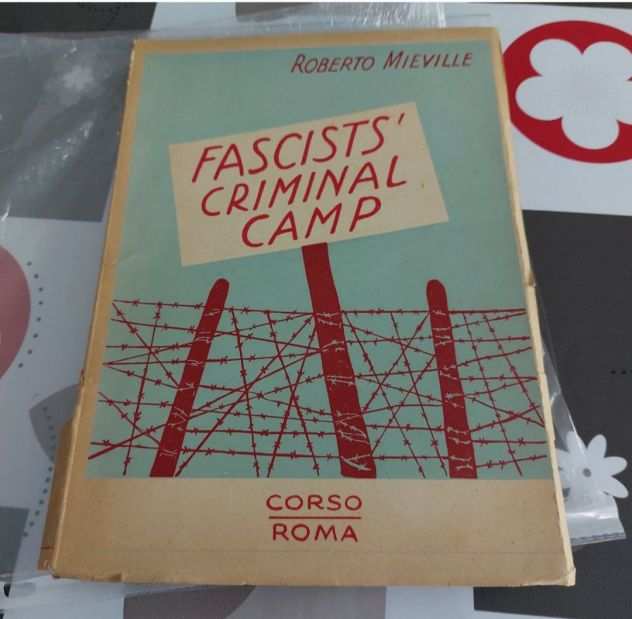 ROBERTO MIEVILLE
FASCISTS'
CRIMINAL
CAMP
CORSO
ROMA